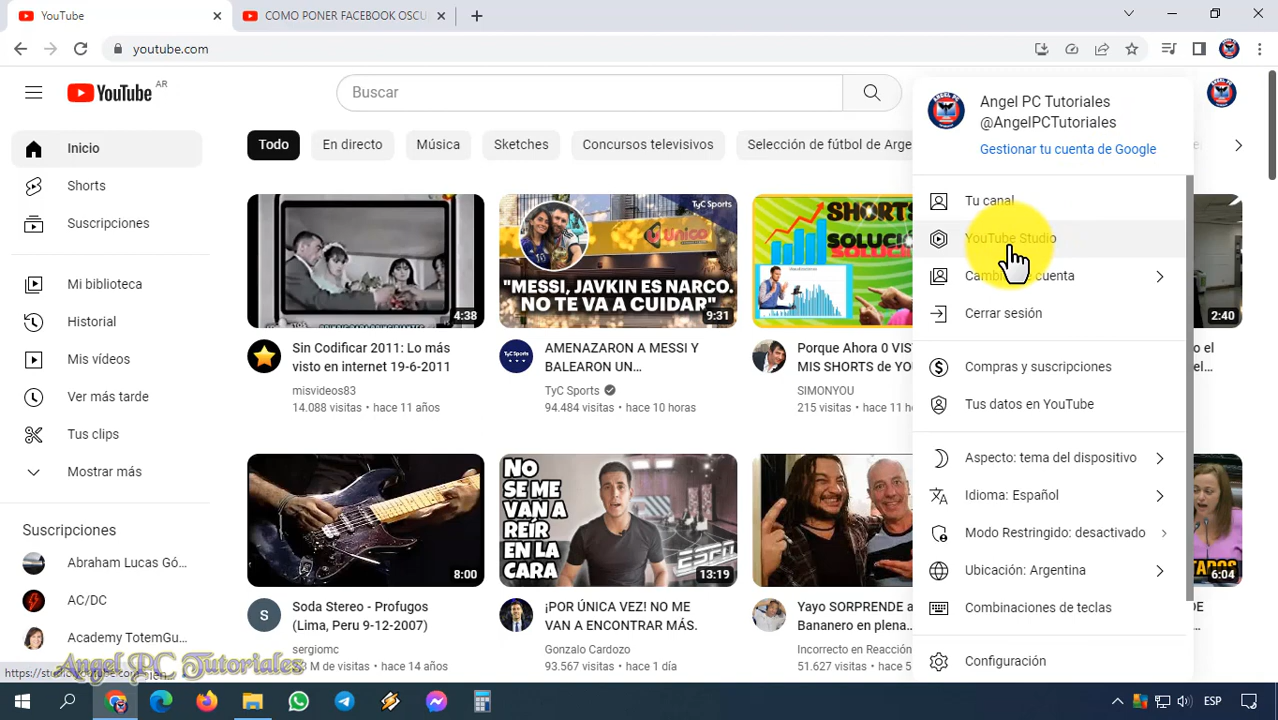 YouTube
COMO PONER FACEBOOK OSCU
youtube.com
YouTube AR
Buscar
Angel PC Tutoriales
@AngelPCTutoriales
Gestionar tu cuenta de Google
Todo
En directo
Música
Sketches
Concursos televisivos
Selección de fútbol de Arge
Inicio
Shorts
Suscripciones
Mi biblioteca
Historial
Mis vídeos
Ver más tarde
Tus clips
Mostrar más
Suscripciones
Abraham Lucas Gó...
AC/DC
Academy TotemGu...
4:38
Sin Codificar 2011: Lo más
visto en internet 19-6-2011
misvideos83
14.088 visitas • hace 11 años
TyC Sports
UNICO
"MESSI, JAVKIN ES NARCO.
NO TE VA A CUIDAR"
9:31
AMENAZARON A MESSI Y
BALEARON UN...
TyC Sports
94.484 visitas • hace 10 horas
SHORTS
SOLUCI
Porque Ahora 0 VIST
MIS SHORTS de YOU
SIMONYOU
215 visitas • hace 11 ho
2:40
8:00
Soda Stereo - Profugos
(Lima, Peru 9-12-2007)
sergiomc
M de visitas • hace 14 años
NO
SE ME
VAN A
REÍR
EN LA
CARA
ESPN
13:19
¡POR ÚNICA VEZ! NO ME
VAN A ENCONTRAR MÁS.
Gonzalo Cardozo
93.567 visitas • hace 1 día
Yayo SORPRENDE a
Bananero en plena
Incorrecto en Reacción
51.627 visitas • hace 5
6:04
Tu canal
YouTube Studio
cuenta
Cerrar sesión
Compras y suscripciones
Tus datos en YouTube
Aspecto: tema del dispositivo
Idioma: Español
Modo Restringido: desactivado
Ubicación: Argentina
Combinaciones de teclas
Configuración
Angel PC Tutoriales
ESP